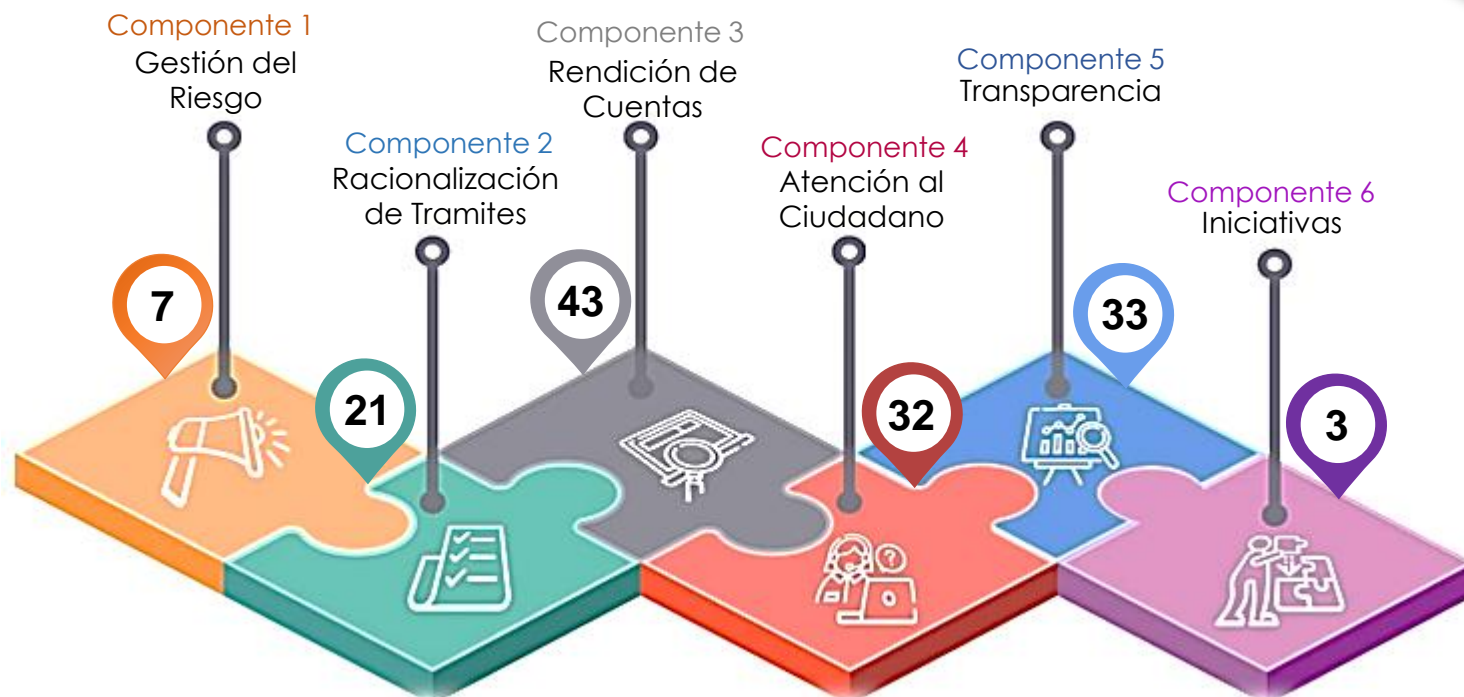 Componente 1
Gestión del
Riesgo
7
Componente 2
Racionalización
de Tramites
21
Componente 3
Rendición de
Cuentas
43
Componente 4
Atención al
Ciudadano
32
Componente 5
Transparencia
33
Componente 6
Iniciativas
3
?